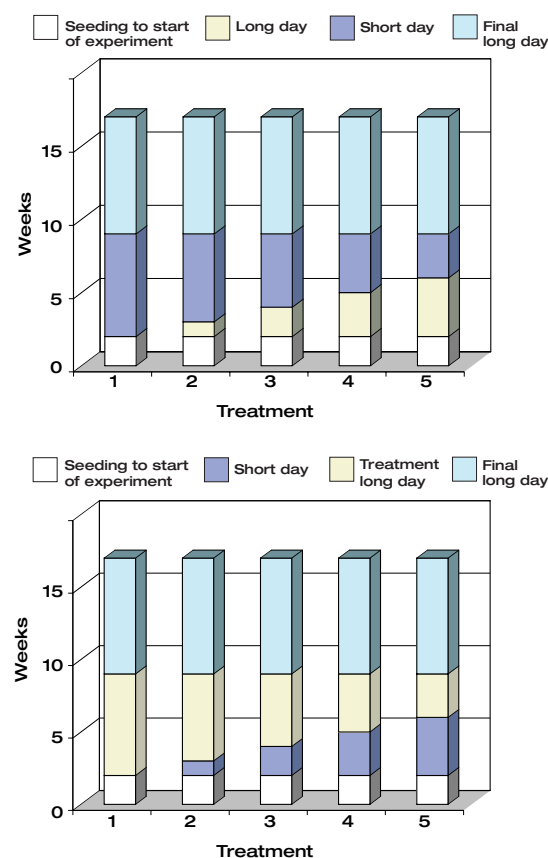 Seeding to start
of experiment
Long day
Short day
Final
long day
15
10
5
0
Weeks
1 2 3 4 5
Treatment
Seeding to start
of experiment
Short day
Treatment
long day
Final
long day
15
10
5
0
Weeks
1 2 3 4 5
Treatment